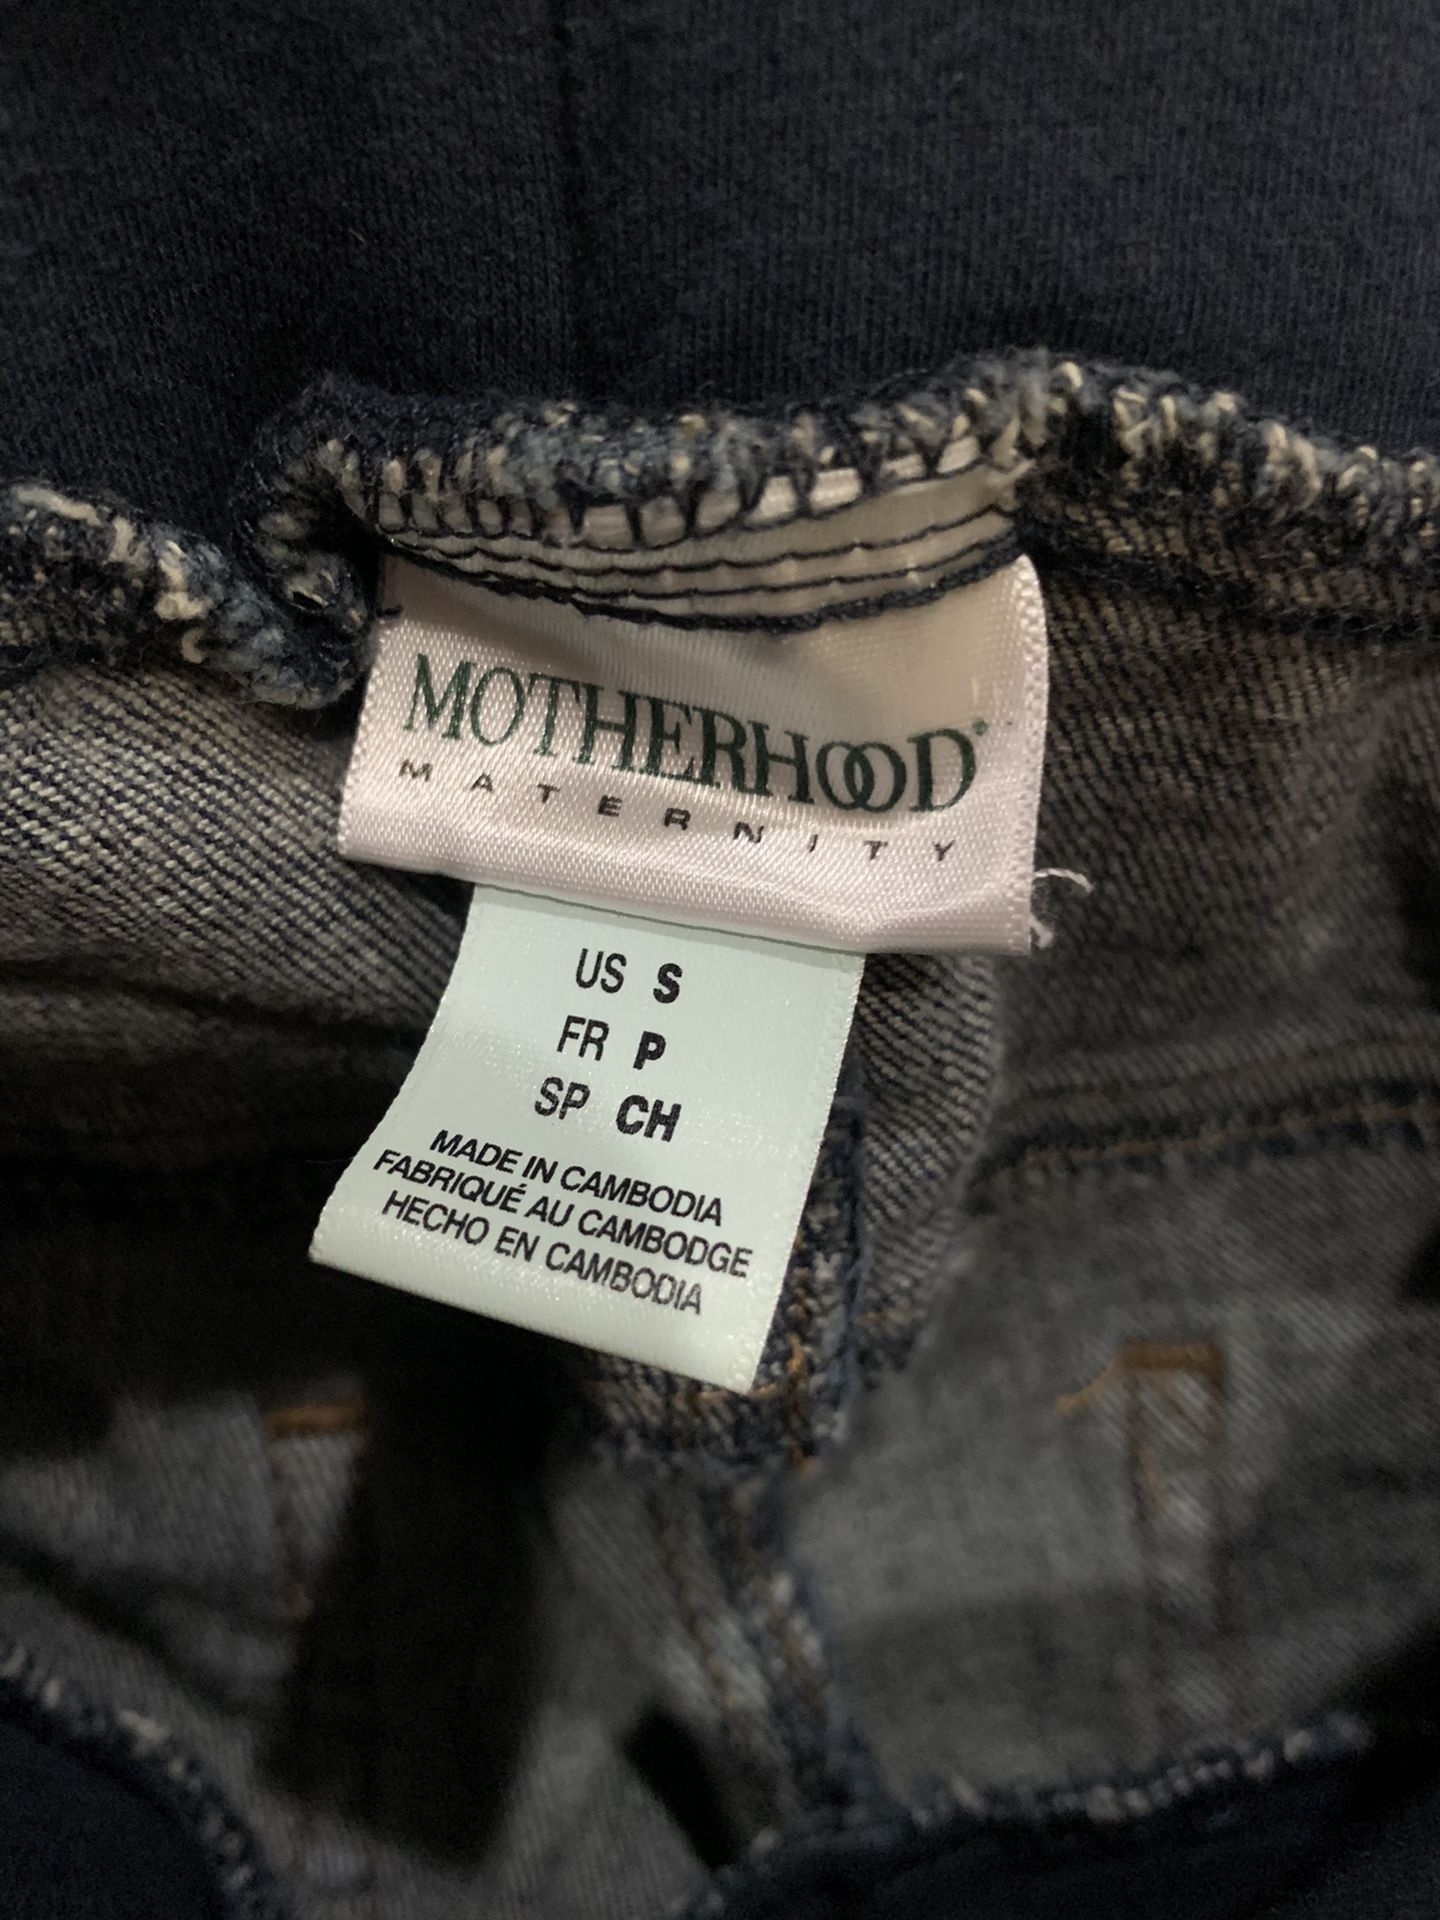 MOTHERHOOD®
MATERNITY
US S
FR P
SP CH
MADE IN CAMBODIA
FABRIQUÉ AU CAMBODGE
HECHO EN CAMBODIA